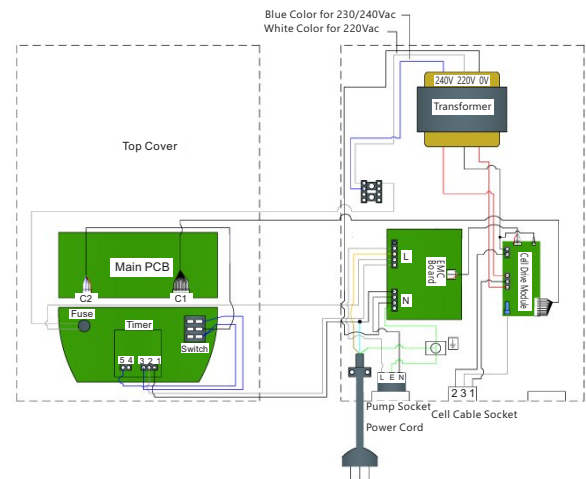 Blue Color for 230/240Vac
White Color for 220Vac
240V 220V 0V
Transformer
Top Cover
Main PCB
C2
C1
Fuse
Timer
Switch
5 4 3 2 1
L
N
EMC
Board
Cell Drive Module
L E N
2 3 1
Pump Socket
Cell Cable Socket
Power Cord